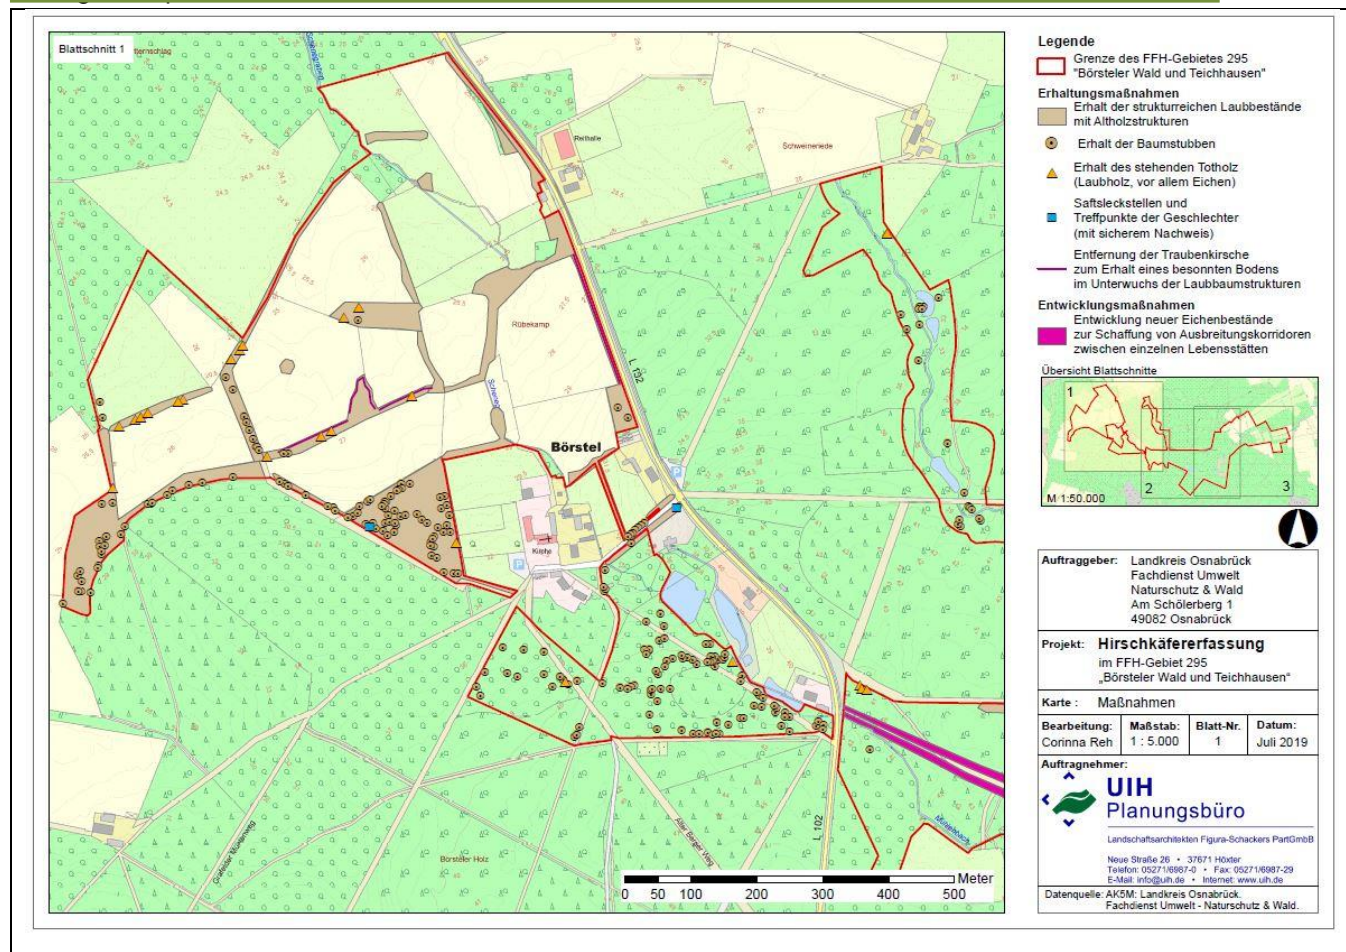 Blattschnitt 1
Legende
Grenze des FFH-Gebietes 295
"Börsteler Wald und Teichhausen"
Erhaltungsmaßnahmen
Erhalt der strukturreichen Laubbestände
mit Altholzstrukturen
Erhalt der Baumstubben
Erhalt des stehenden Totholz
(Laubholz, vor allem Eichen)
Saftsleckstellen und
Treffpunkte der Geschlechter
(mit sicherem Nachweis)
Entfernung der Traubenkirsche
zum Erhalt eines besonnten Bodens
im Unterwuchs der Laubbaumstrukturen
Entwicklungsmaßnahmen
Entwicklung neuer Eichenbestände
zur Schaffung von Ausbreitungskorridoren
zwischen einzelnen Lebensstätten
Übersicht Blattschnitte
1
2
3
M 1:50.000
Reithalle
Schweineriede
Rübekamp
L 132
Börstel
P
Kirche
P
L 102
Börsteler Holz
Alter Berger Weg
Meter
0 50 100 200 300 400 500
Auftraggeber: Landkreis Osnabrück
Fachdienst Umwelt
Naturschutz & Wald
Am Schölerberg 1
49082 Osnabrück
Projekt: Hirschkäfererfassung
im FFH-Gebiet 295
„Börsteler Wald und Teichhausen“
Karte : Maßnahmen
Bearbeitung: Maßstab: Blatt-Nr. Datum:
Corinna Reh 1 : 5.000 1 Juli 2019
Auftragnehmer:
UIH
Planungsbüro
Landschaftsarchitekten Figura-Schackers PartGmbB
Neue Straße 26 • 37671 Höxter
Telefon: 05271/6987-0 • Fax: 05271/6987-29
E-Mail: info@uih.de • Internet: www.uih.de
Datenquelle: AK5M: Landkreis Osnabrück.
Fachdienst Umwelt - Naturschutz & Wald.